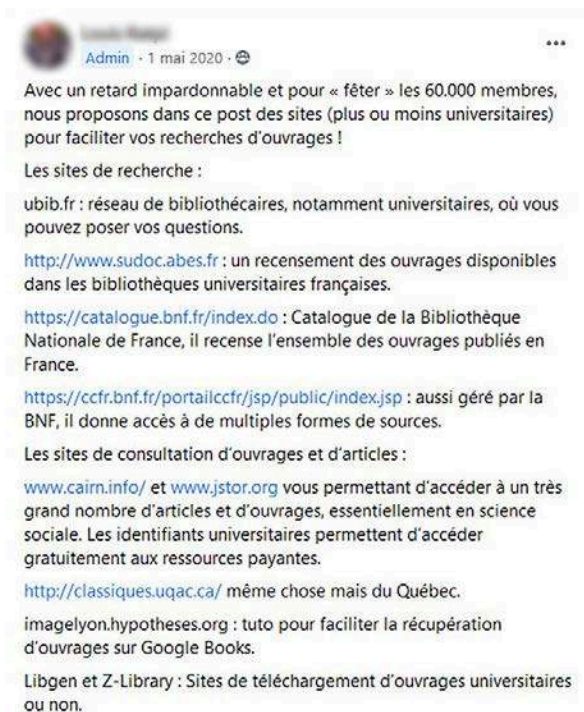 Admin · 1 mai 2020 ·
Avec un retard impardonnable et pour « fêter » les 60.000 membres,
nous proposons dans ce post des sites (plus ou moins universitaires)
pour faciliter vos recherches d'ouvrages !
Les sites de recherche :
ubib.fr : réseau de bibliothécaires, notamment universitaires, où vous
pouvez poser vos questions.
http://www.sudoc.abes.fr : un recensement des ouvrages disponibles
dans les bibliothèques universitaires françaises.
https://catalogue.bnf.fr/index.do : Catalogue de la Bibliothèque
Nationale de France, il recense l'ensemble des ouvrages publiés en
France.
https://ccfr.bnf.fr/portailccfr/jsp/public/index.jsp : aussi géré par la
BNF, il donne accès à de multiples formes de sources.
Les sites de consultation d'ouvrages et d'articles :
www.cairn.info/ et www.jstor.org vous permettant d'accéder à un très
grand nombre d'articles et d'ouvrages, essentiellement en science
sociale. Les identifiants universitaires permettent d'accéder
gratuitement aux ressources payantes.
http://classiques.uqac.ca/ même chose mais du Québec.
imagelyon.hypotheses.org : tuto pour faciliter la récupération
d'ouvrages sur Google Books.
Libgen et Z-Library : Sites de téléchargement d'ouvrages universitaires
ou non.